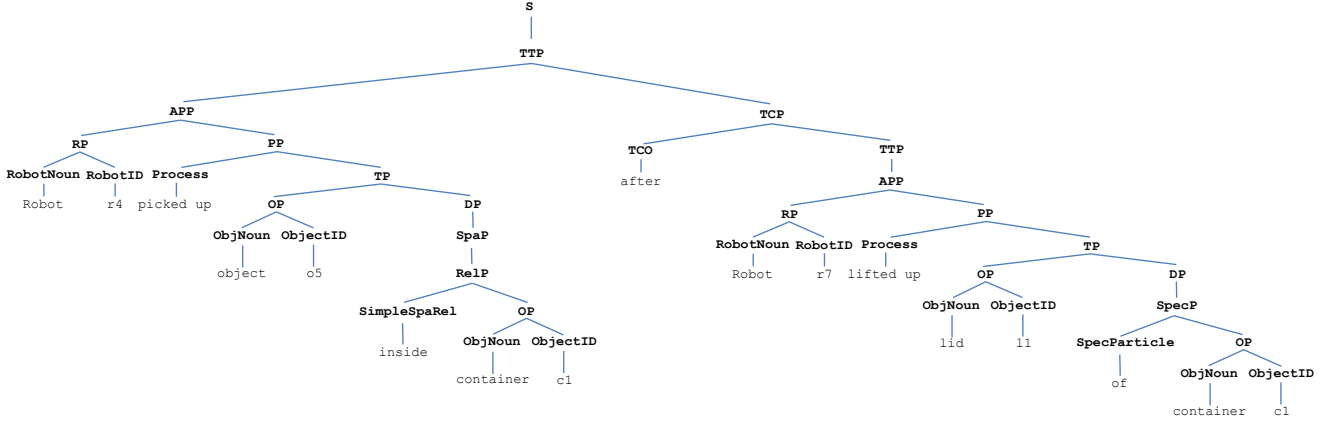 S
TTP
APP
TCP
RP PP
TCO TTP
RobotNoun RobotID Process TP
after APP
Robot r4 picked up OP DP
RP PP
ObjNoun ObjectID SpaP
RobotNoun RobotID Process TP
object o5 RelP
Robot r7 lifted up OP DP
SimpleSpaRel OP
ObjNoun ObjectID SpecP
inside ObjNoun ObjectID
lid l1 SpecParticle OP
container c1
of ObjNoun ObjectID
container c1